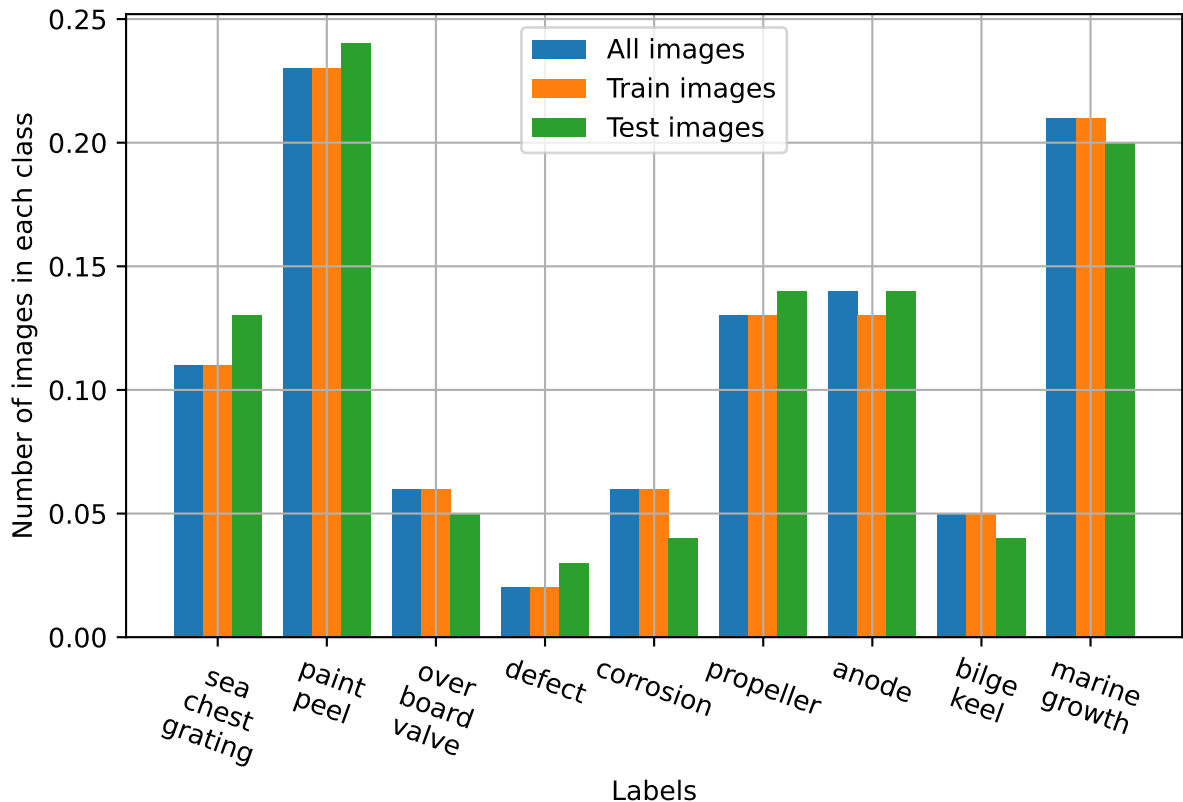 Number of images in each class
0.25
0.20
0.15
0.10
0.05
0.00
All images
Train images
Test images
sea
chest
grating
paint
peel
over
board
valve
defect
corrosion
propeller
anode
bilge
keel
marine
growth
Labels